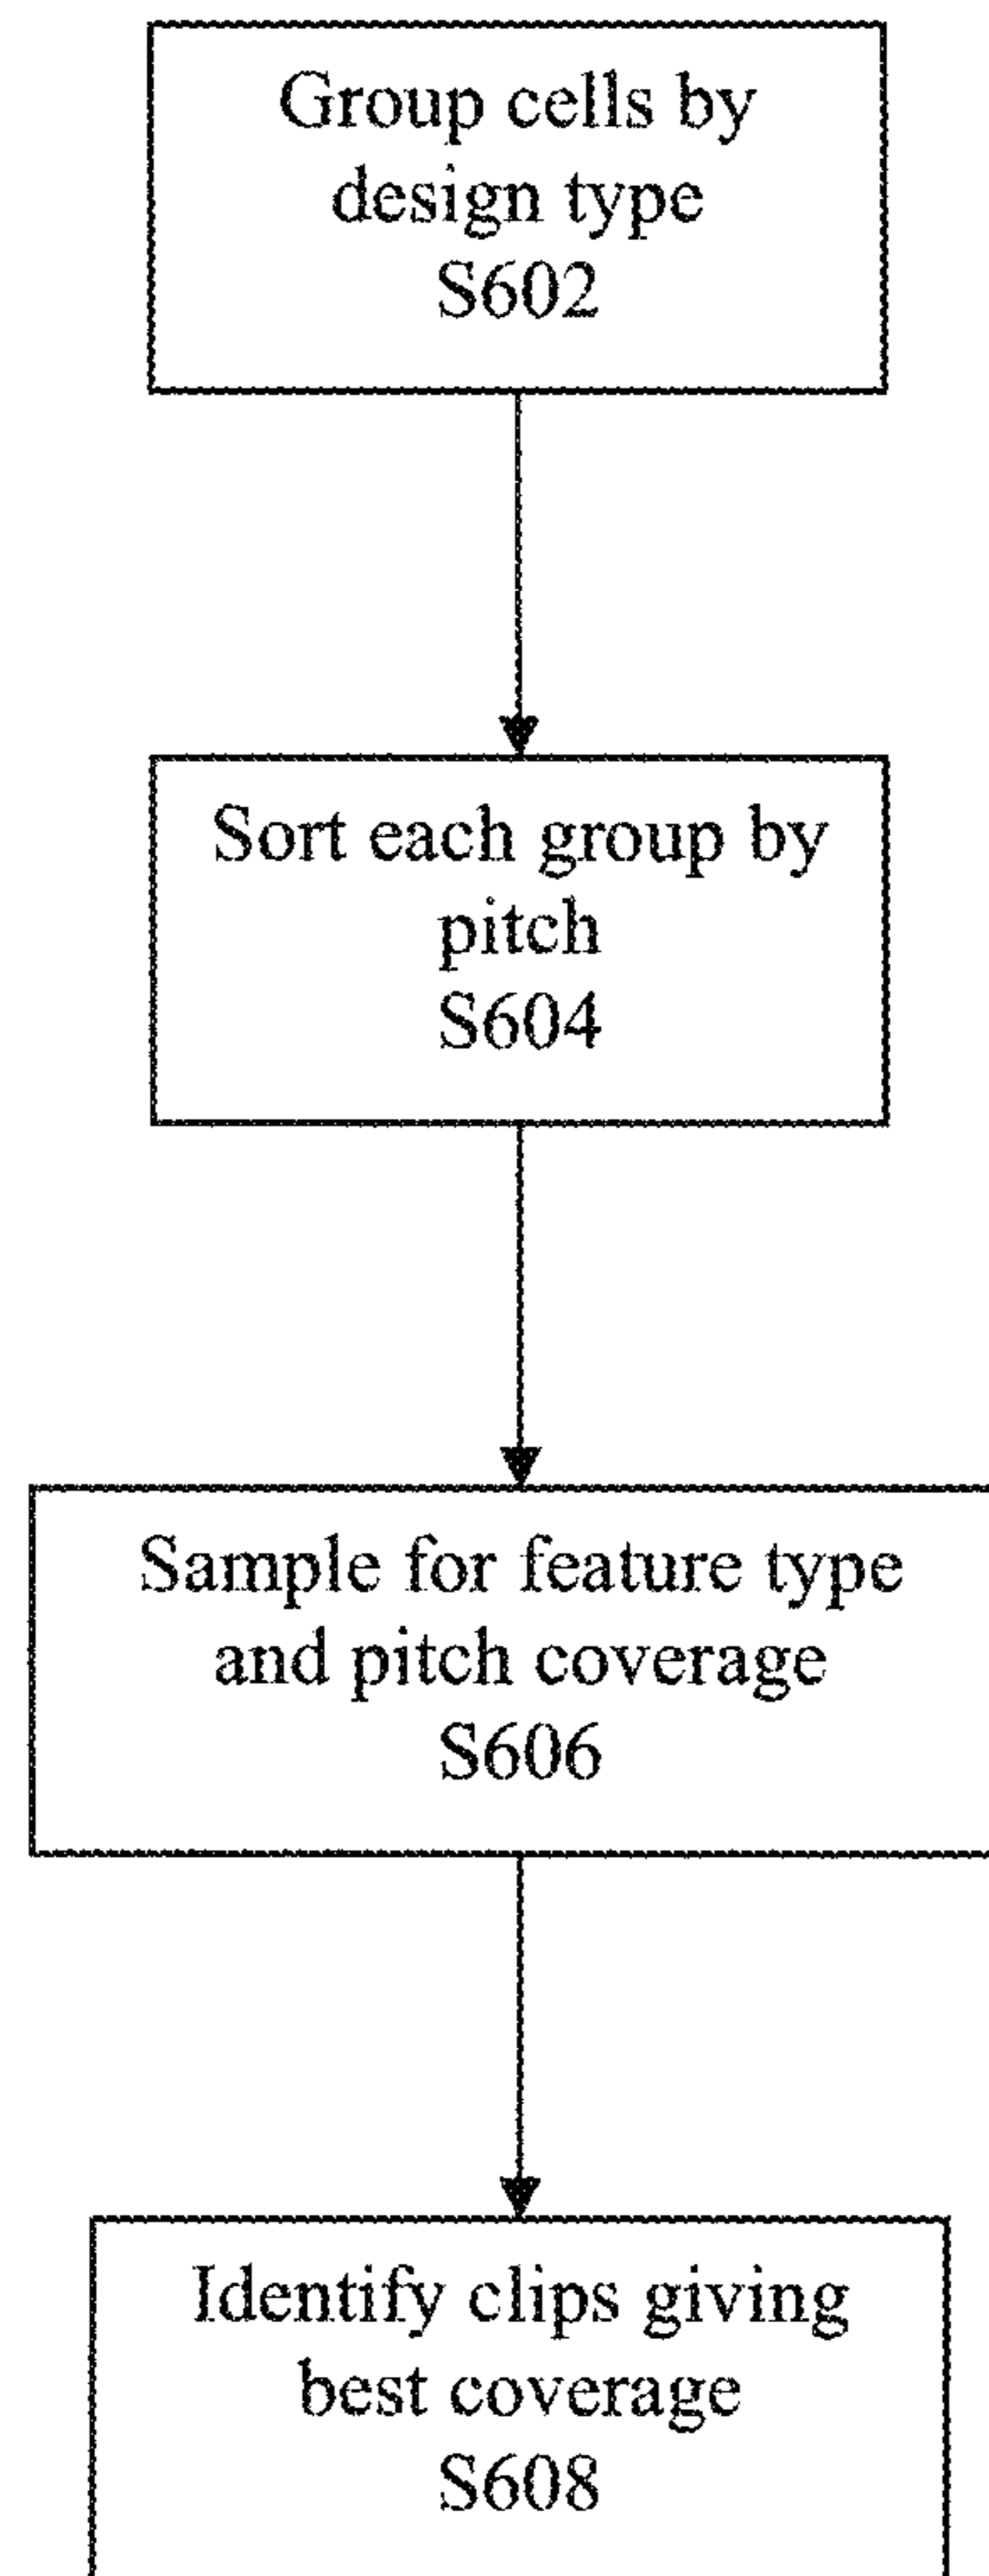 Group cells by
design type
S602
Sort each group by
pitch
S604
Sample for feature type
and pitch coverage
S606
Identify clips giving
best coverage
S608